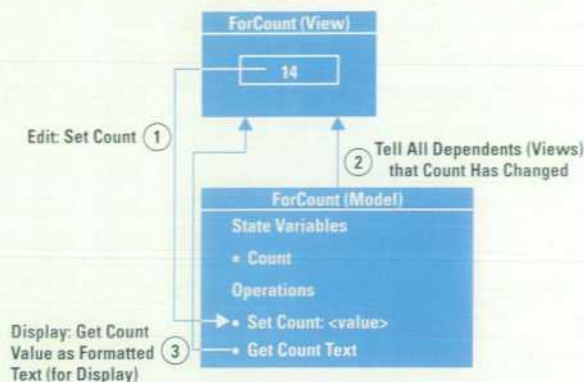 ForCount (View)
14
Edit: Set Count 1
2 Tell All Dependents (Views)
that Count Has Changed
ForCount (Model)
State Variables
• Count
Operations
• Set Count: <value>
• Get Count Text
Display: Get Count
Value as Formatted 3
Text (for Display)